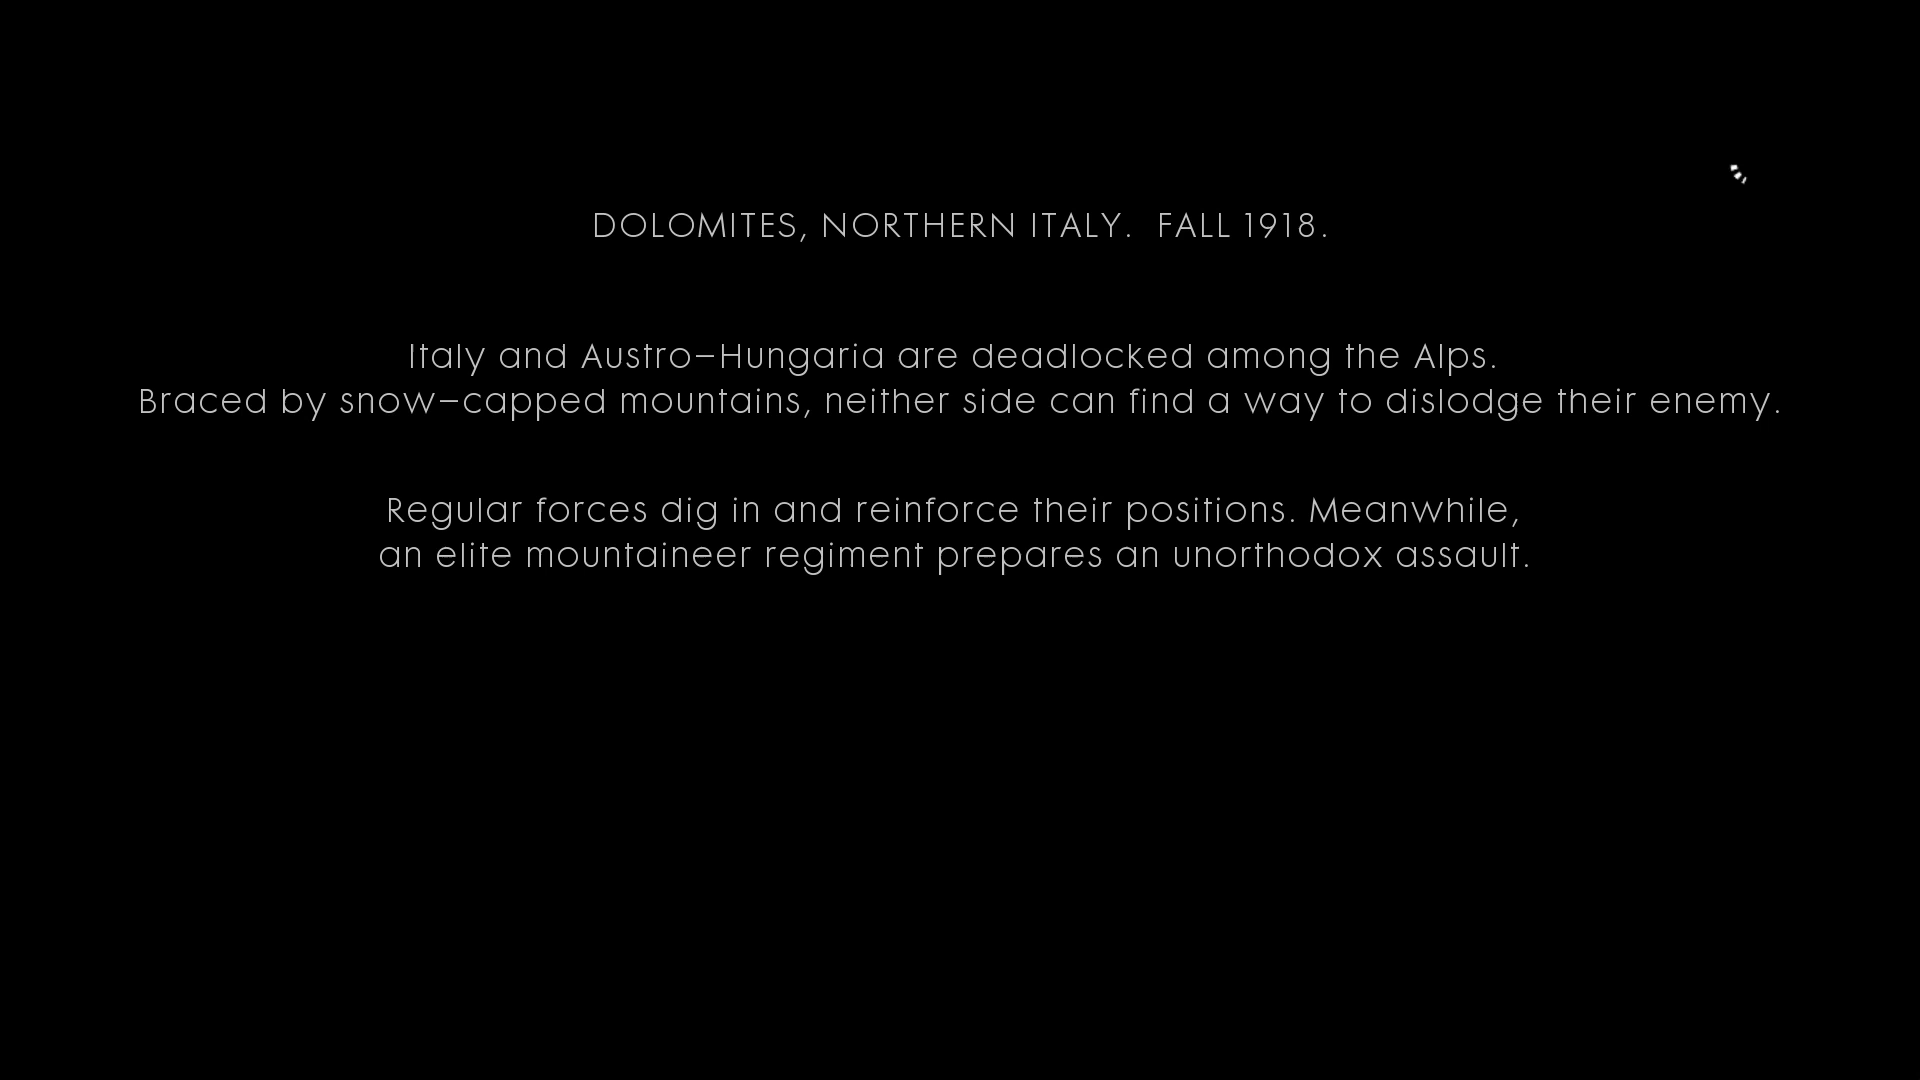 DOLOMITES, NORTHERN ITALY.  FALL 1918.
Italy and Austro-Hungaria are deadlocked among the Alps.
Braced by snow-capped mountains, neither side can find a way to dislodge their enemy.
Regular forces dig in and reinforce their positions. Meanwhile,
an elite mountaineer regiment prepares an unorthodox assault.